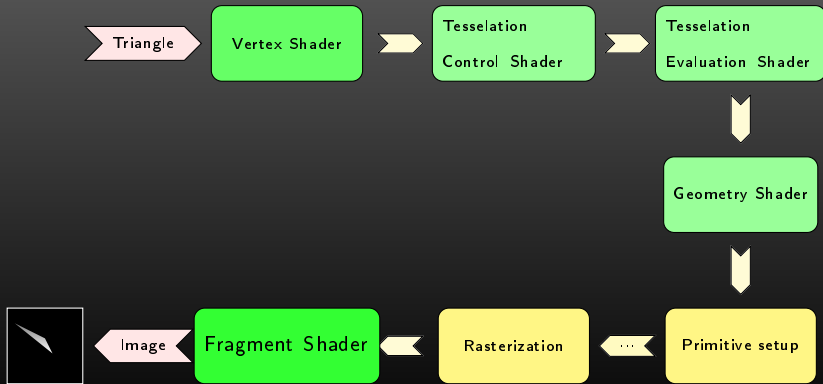 Triangle
Vertex Shader
Tesselation
Control Shader
Tesselation
Evaluation Shader
Geometry Shader
Primitive setup
...
Rasterization
Fragment Shader
Image